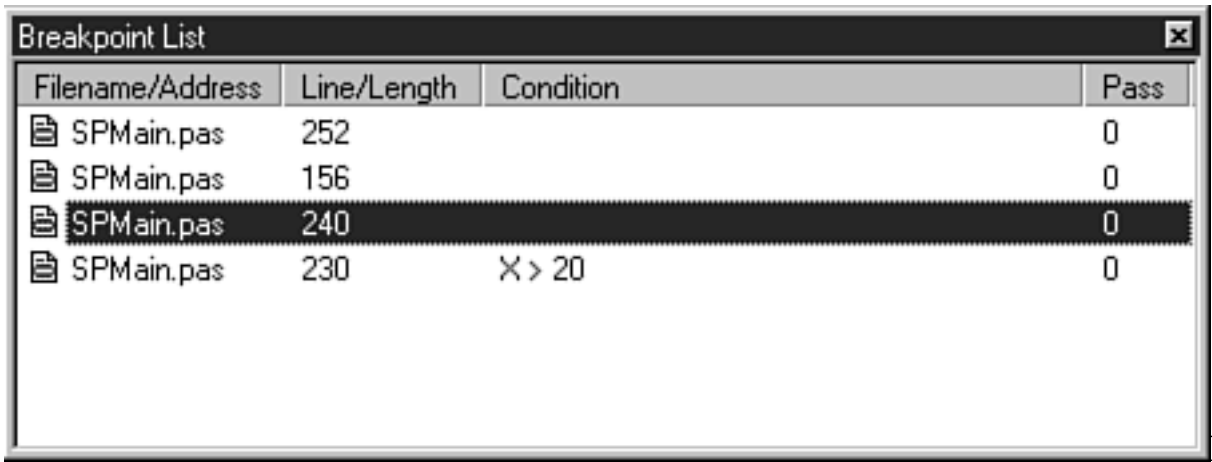 Breakpoint List
Filename/Address Line/Length Condition Pass
SPMain.pas 252 0
SPMain.pas 156 0
SPMain.pas 240 0
SPMain.pas 230 X > 20 0